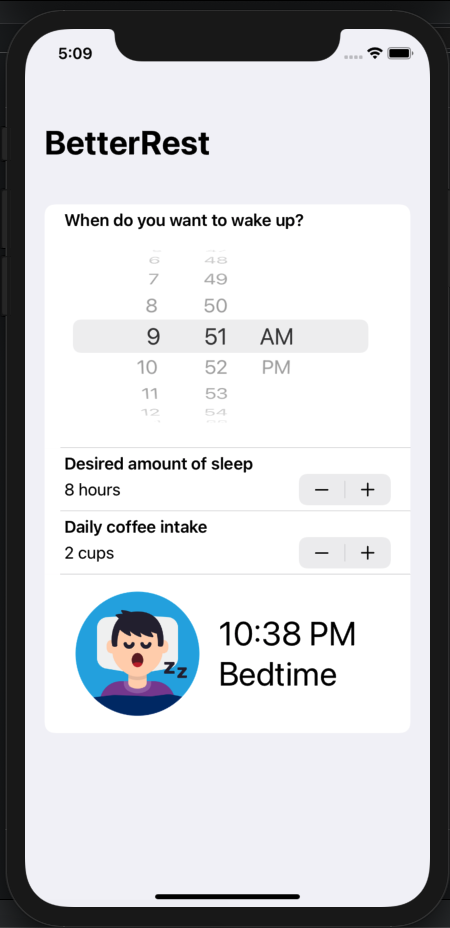 5:09
BetterRest
When do you want to wake up?
6 48
7 49
8 50
9 51 AM
10 52 PM
11 53
12 54
Desired amount of sleep
8 hours
− +
Daily coffee intake
2 cups
− +
10:38 PM
Bedtime
z z